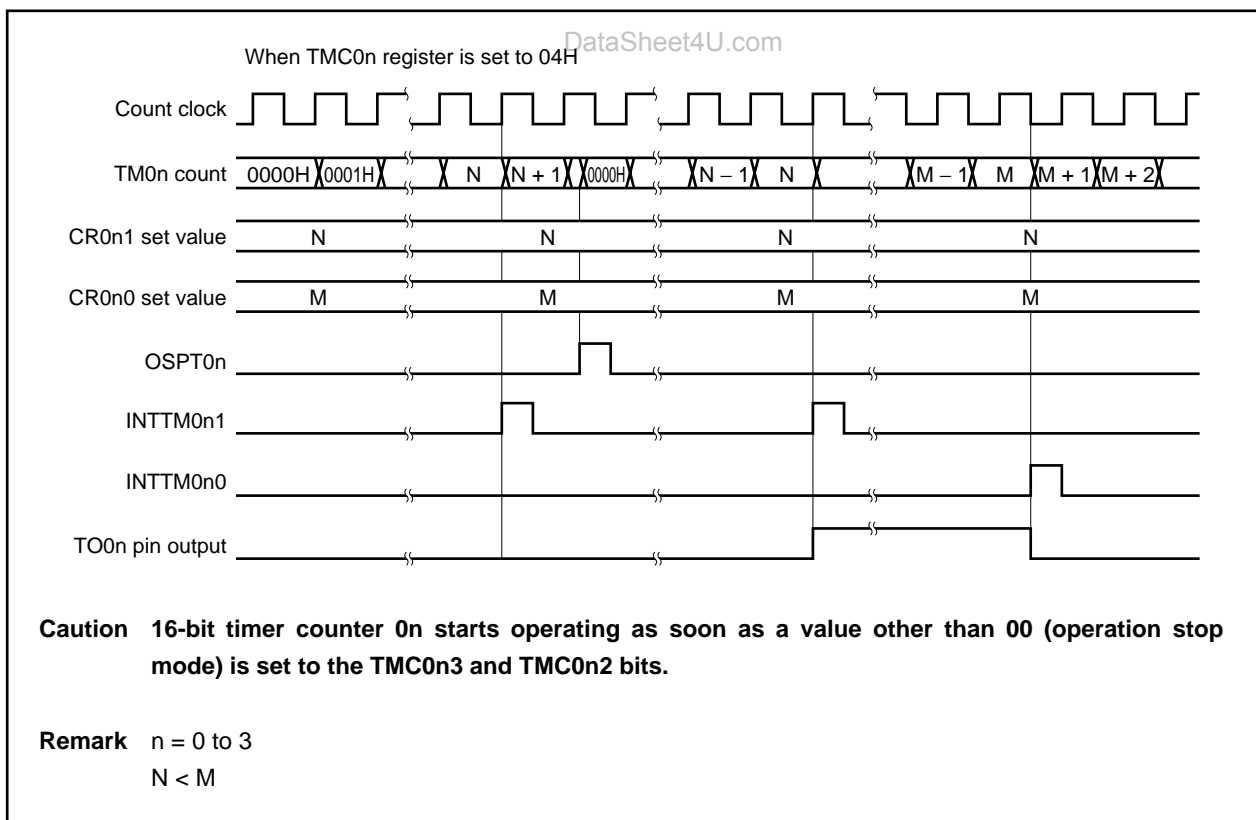 DataSheet4U.com
When TMC0n register is set to 04H
Count clock
TM0n count 0000H 0001H N N + 1 0000H N – 1 N M – 1 M M + 1 M + 2
CR0n1 set value N N N N
CR0n0 set value M M M M
OSPT0n
INTTM0n1
INTTM0n0
TO0n pin output
Caution 16-bit timer counter 0n starts operating as soon as a value other than 00 (operation stop
mode) is set to the TMC0n3 and TMC0n2 bits.
Remark n = 0 to 3
N < M